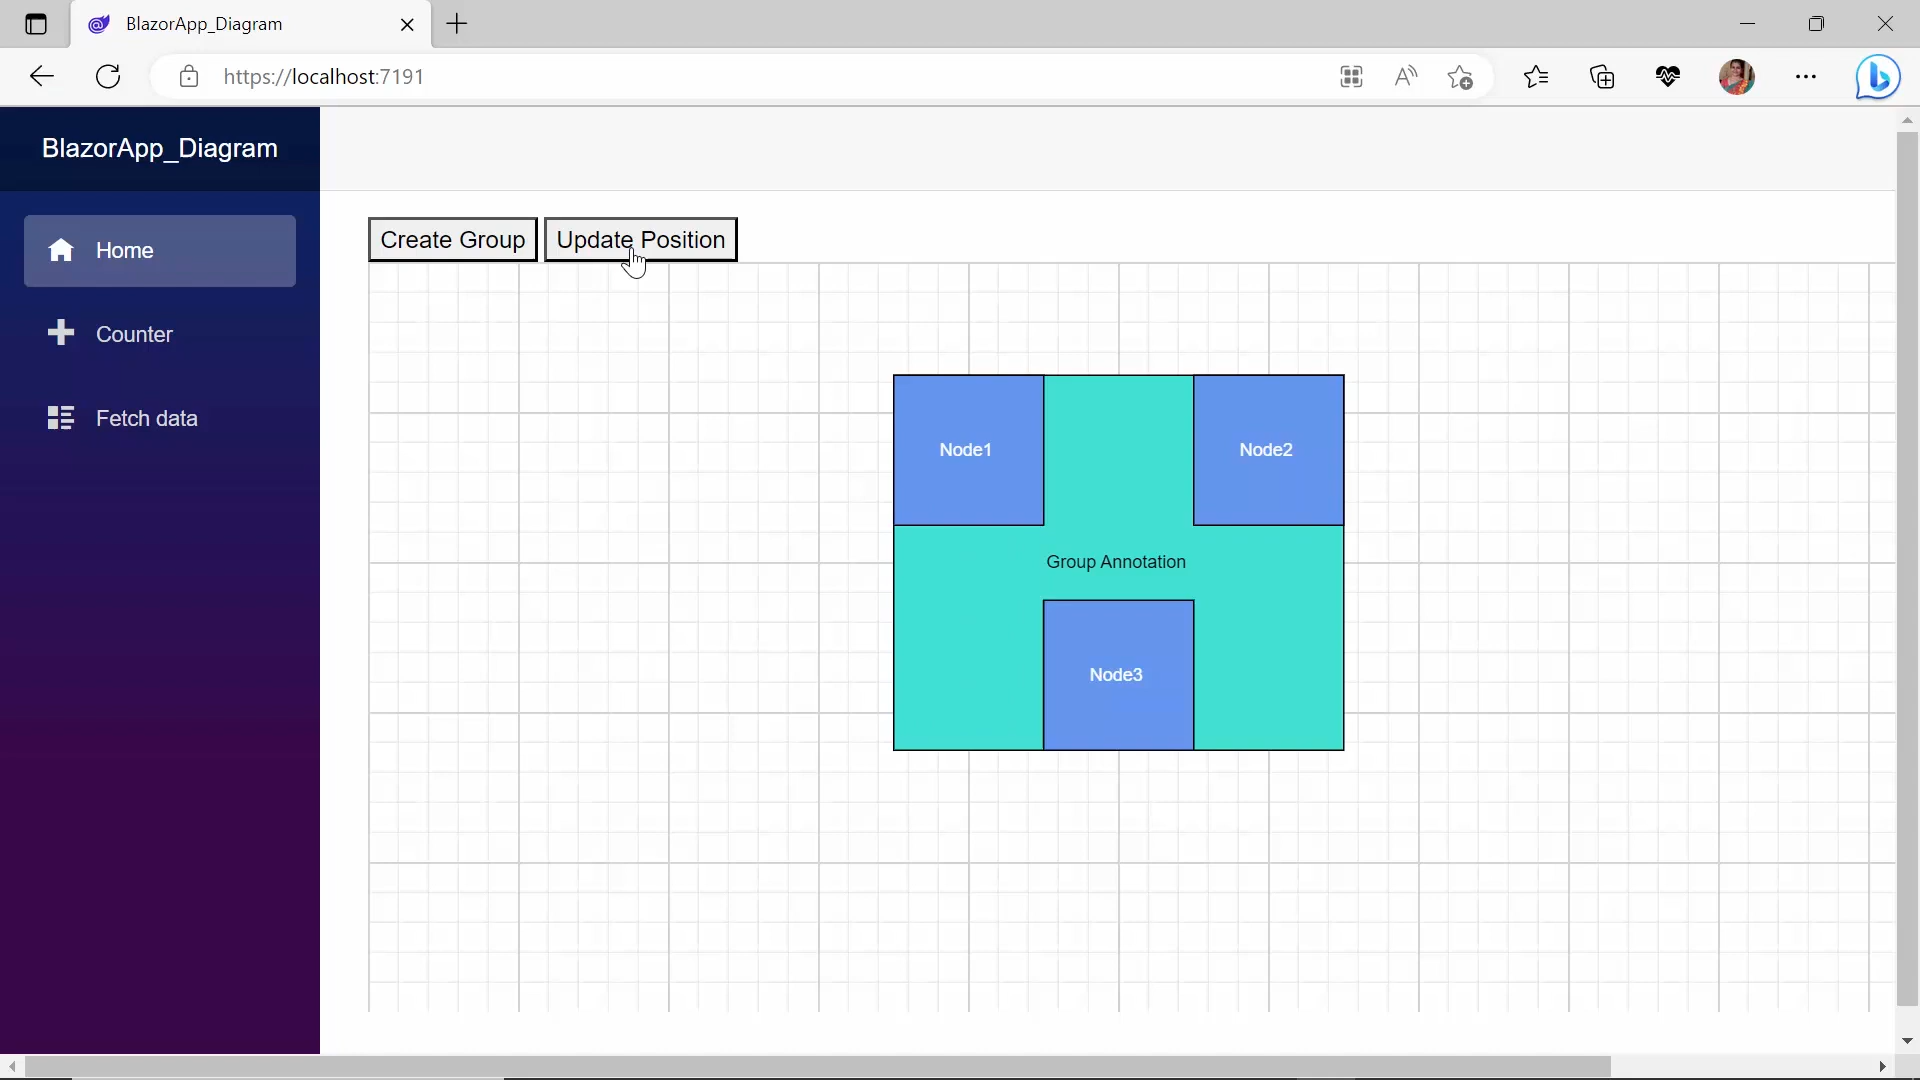 BlazorApp_Diagram
https://localhost:7191
BlazorApp_Diagram
Home
Counter
Fetch data
Create Group
Update Position
Node1
Node2
Group Annotation
Node3